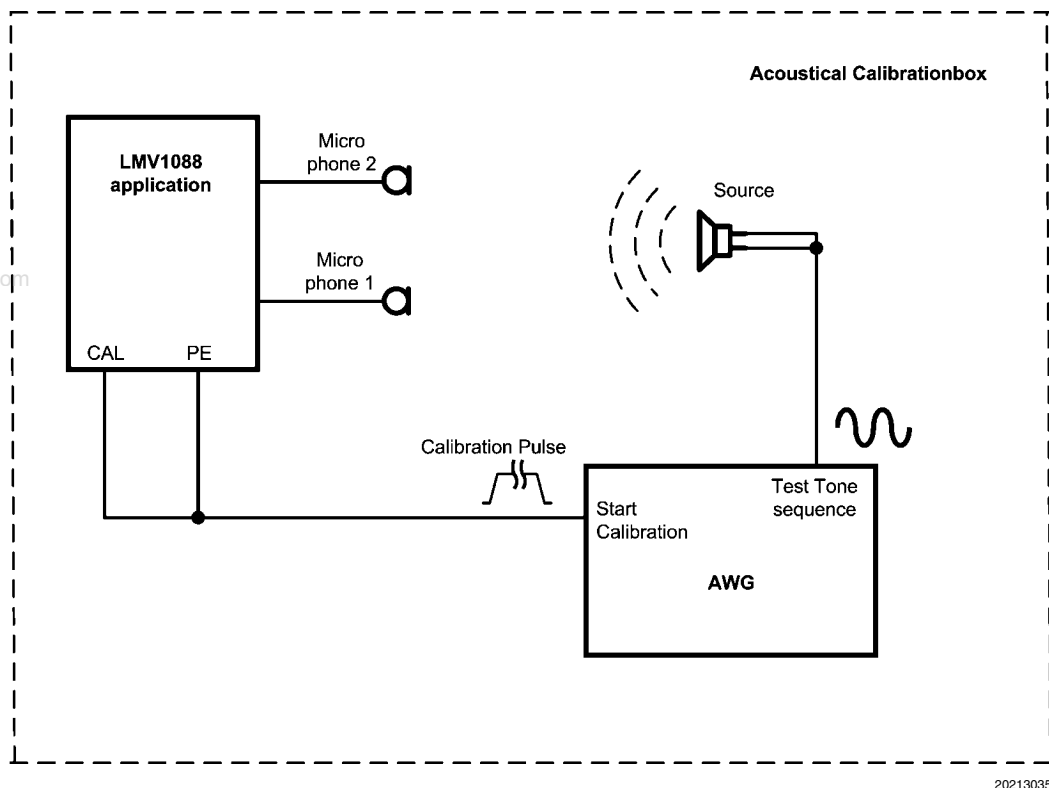 Acoustical Calibrationbox
LMV1088
application
Micro
phone 2
Micro
phone 1
Source
om
CAL PE
Calibration Pulse
Start
Calibration
Test Tone
sequence
AWG
20213035